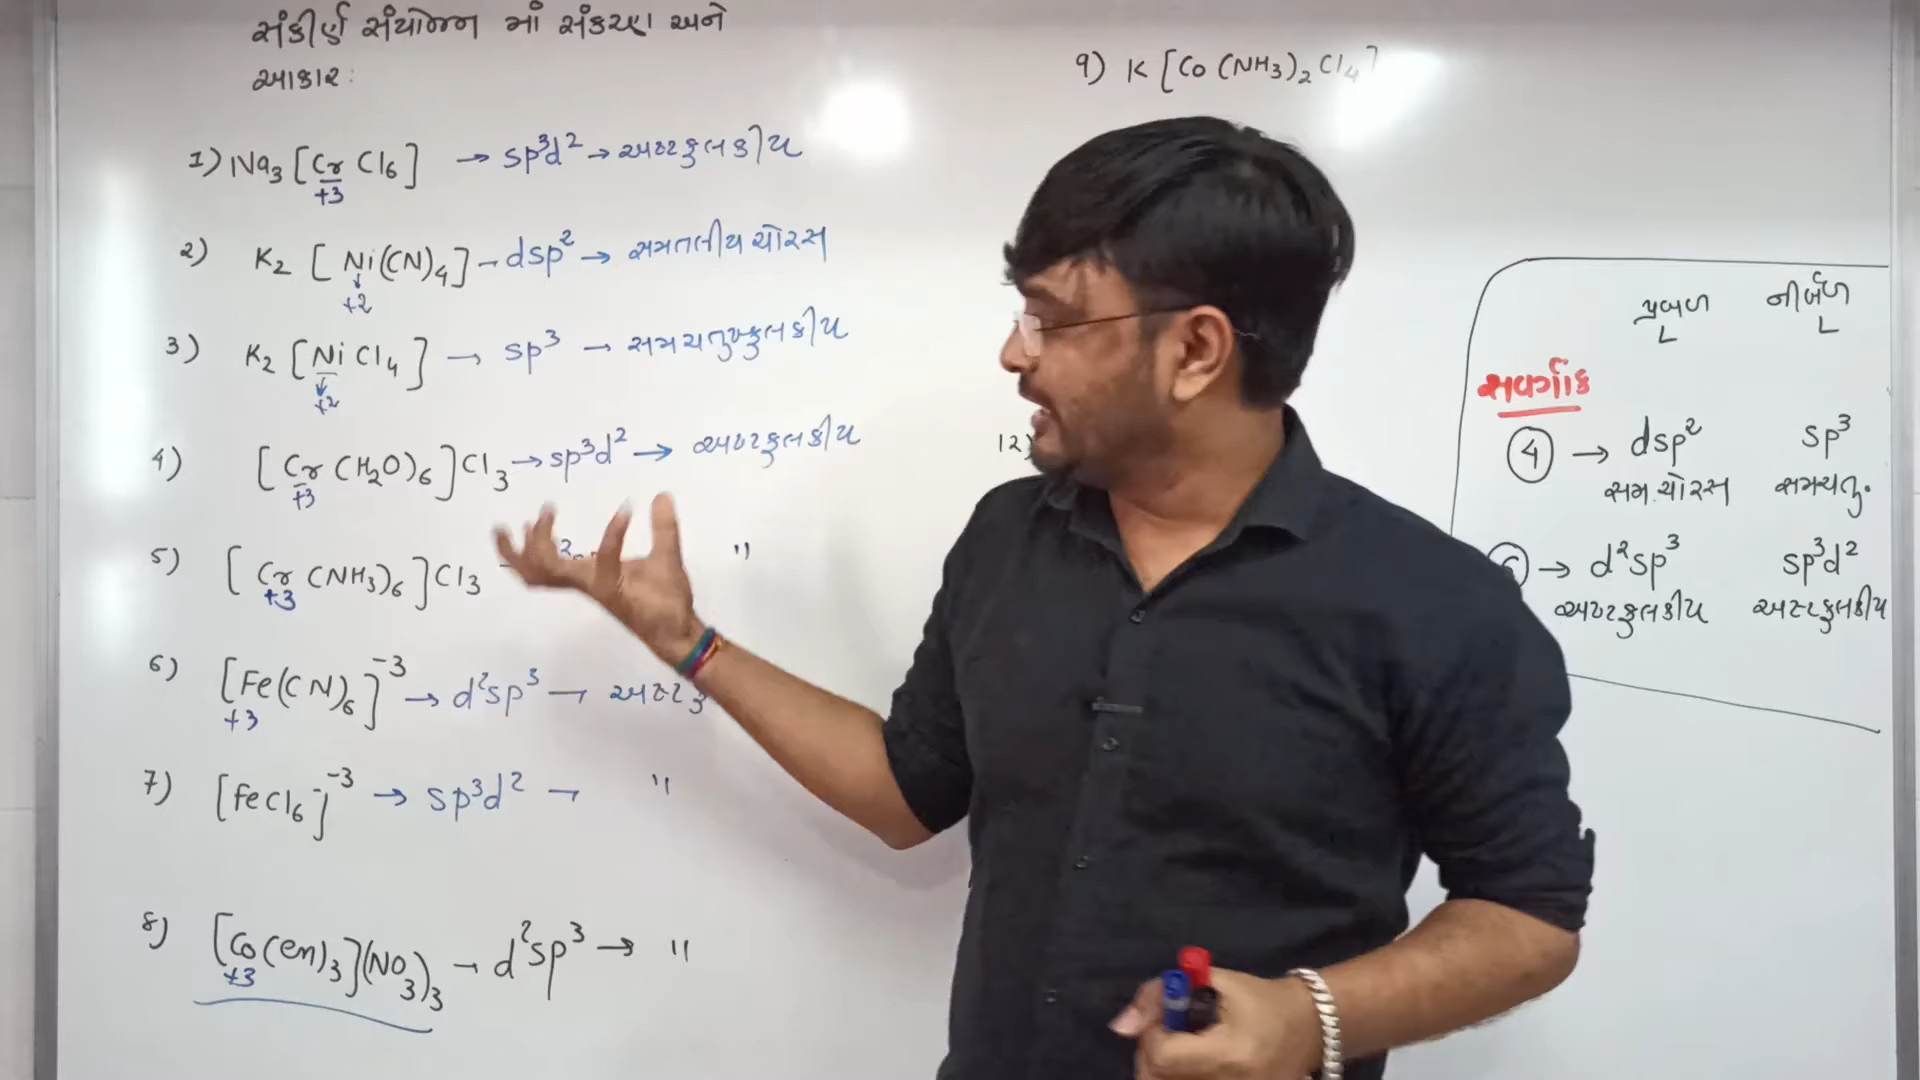 સંકીર્ણ સંયોજન માં સંકરણ અને
આકાર:
1) Na3 [Cr Cl6] → sp³d² → અષ્ટફલકીય
+3
2) K2 [Ni(CN)4] → dsp² → સમતલીય ચોરસ
+2
3) K2 [NiCl4] → sp³ → સમચતુષ્ફલકીય
+2
4) [Cr(H2O)6]Cl3 → sp³d² → અષ્ટફલકીય
+3
5) [Cr(NH3)6]Cl3 "
+3
6) [Fe(CN)6]⁻³ → d²sp³ →
+3
7) [FeCl6]⁻³ → sp³d² → "
8) [Co(en)3](NO3)3 → d²sp³ → "
+3
9) K [Co(NH3)2Cl4]
12)
પ્રબળ નીર્બળ
L L
સવર્ગાંક
4 → dsp² sp³
સમ.ચોરસ સમચતુ.
→ d²sp³ sp³d²
અષ્ટફલકીય અષ્ટફલકીય